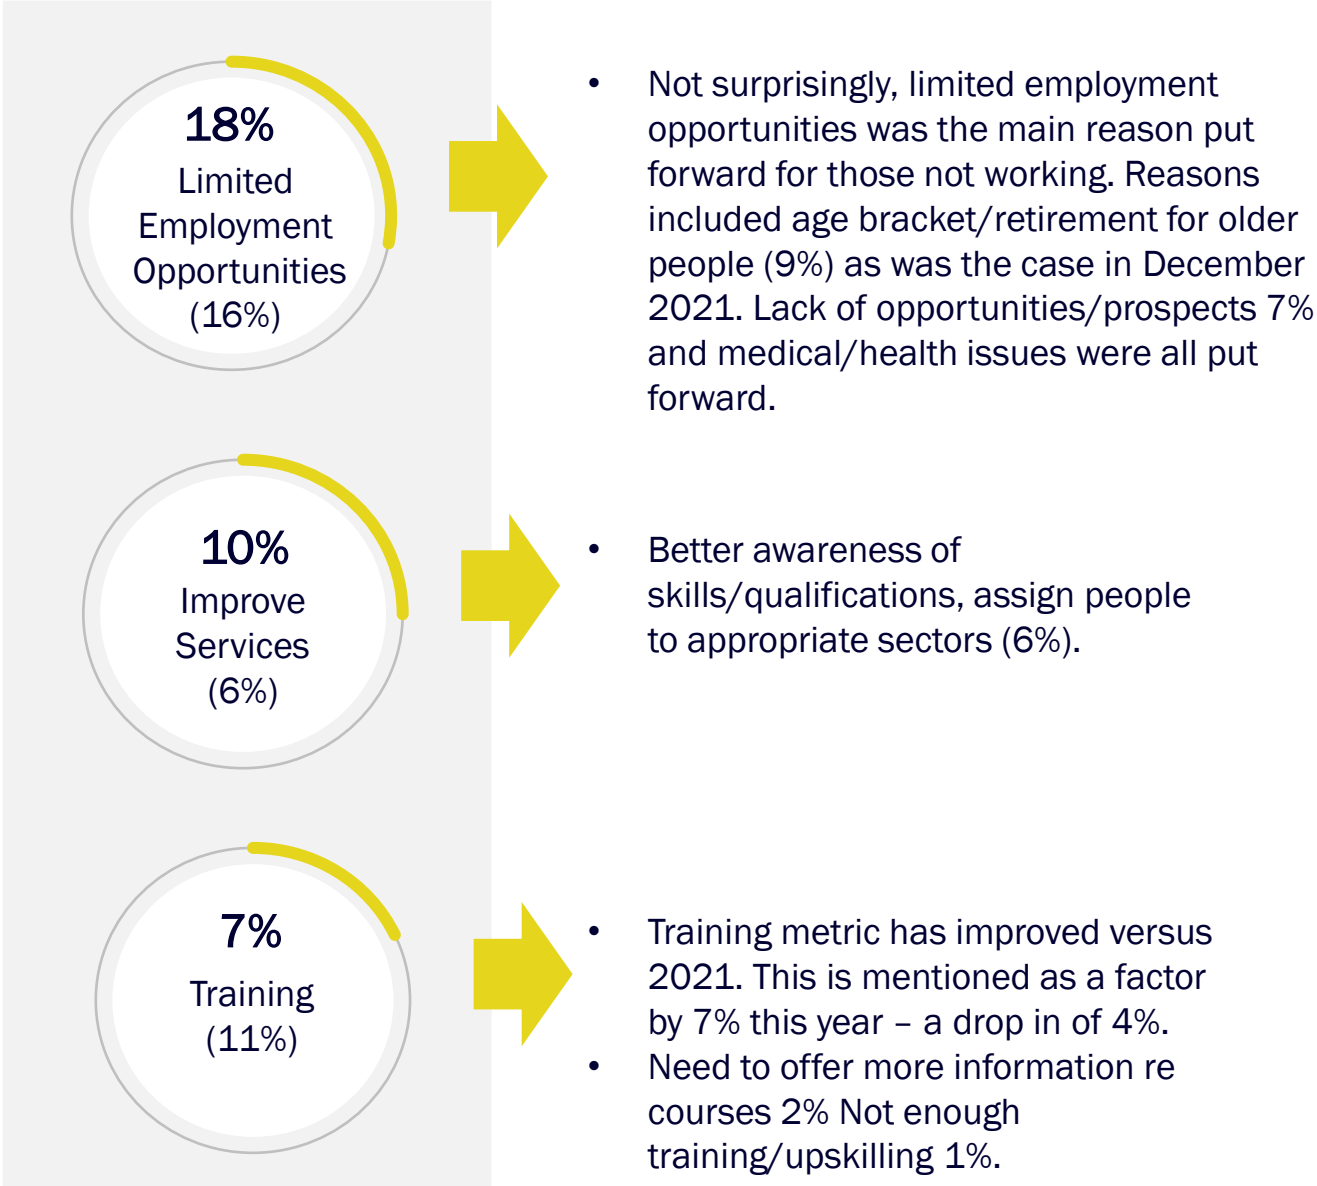 18%
Limited
Employment
Opportunities
(16%)
• Not surprisingly, limited employment
opportunities was the main reason put
forward for those not working. Reasons
included age bracket/retirement for older
people (9%) as was the case in December
2021. Lack of opportunities/prospects 7%
and medical/health issues were all put
forward.
10%
Improve
Services
(6%)
• Better awareness of
skills/qualifications, assign people
to appropriate sectors (6%).
7%
Training
(11%)
• Training metric has improved versus
2021. This is mentioned as a factor
by 7% this year – a drop in of 4%.
• Need to offer more information re
courses 2% Not enough
training/upskilling 1%.